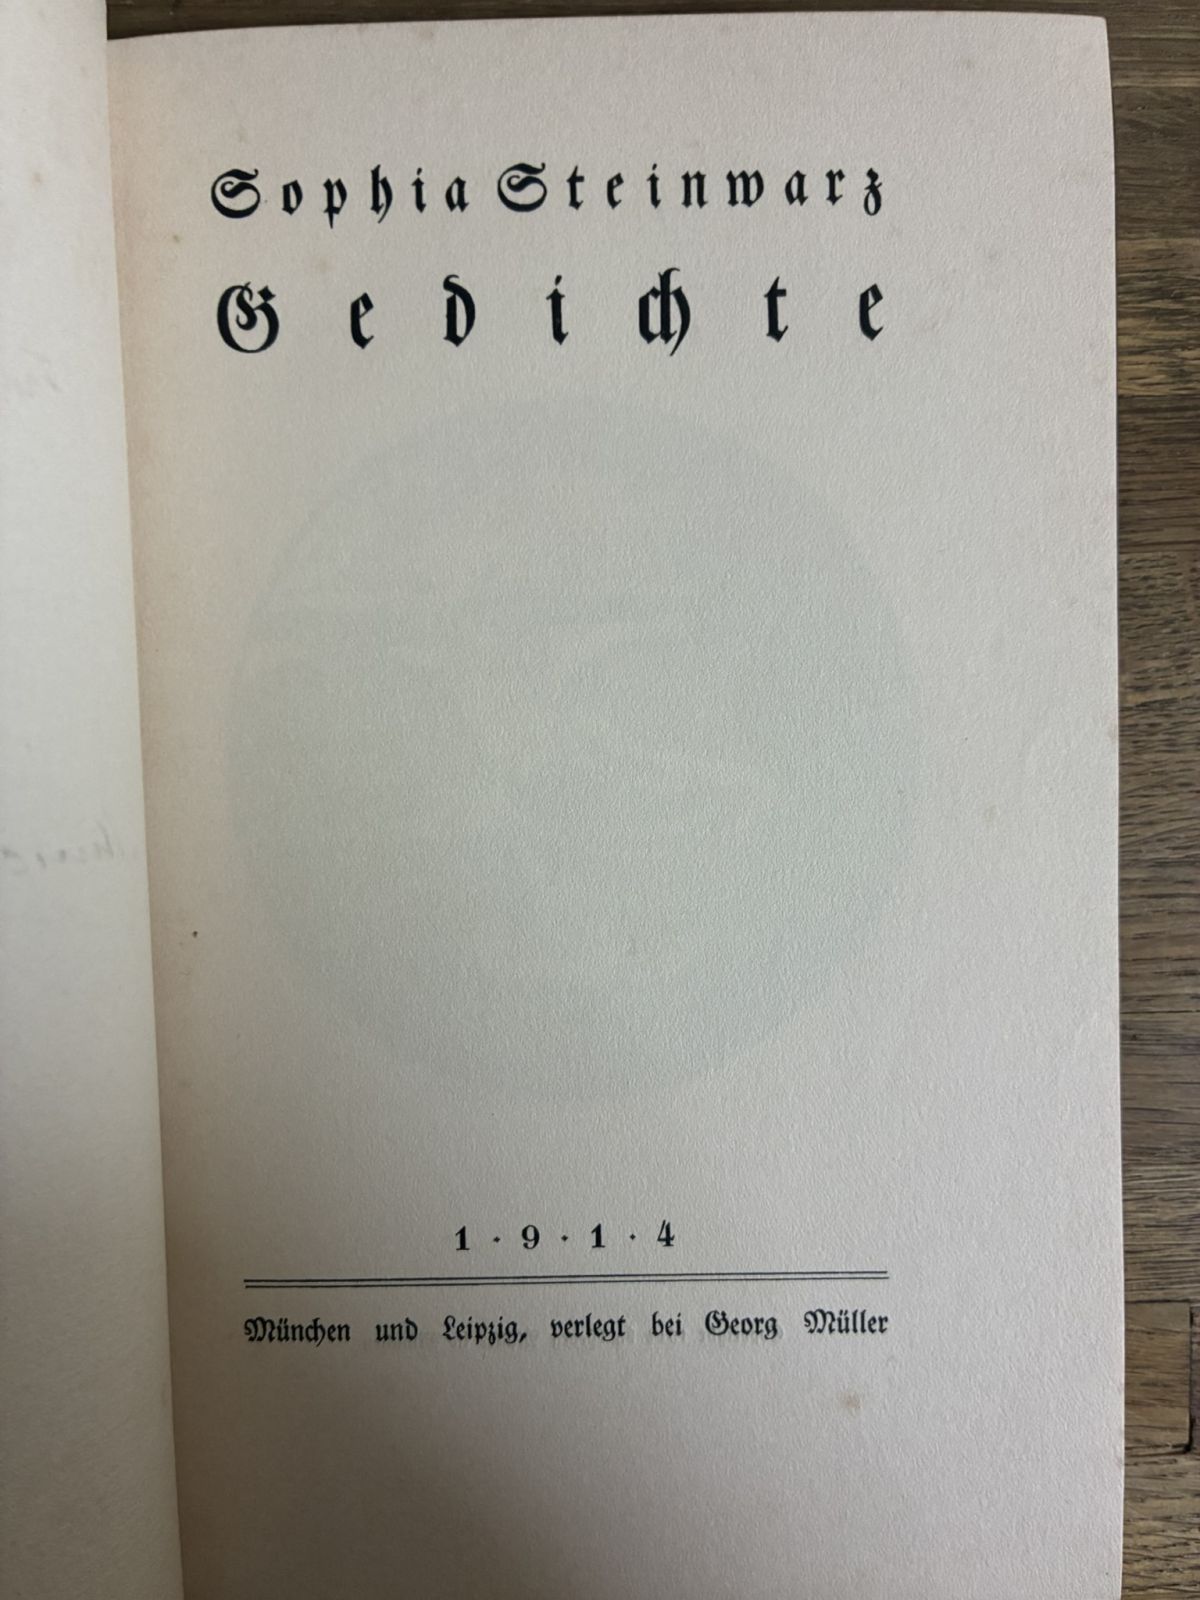 Sophia Steinwarz
Gedichte
1 · 9 · 1 · 4
München und Leipzig, verlegt bei Georg Müller